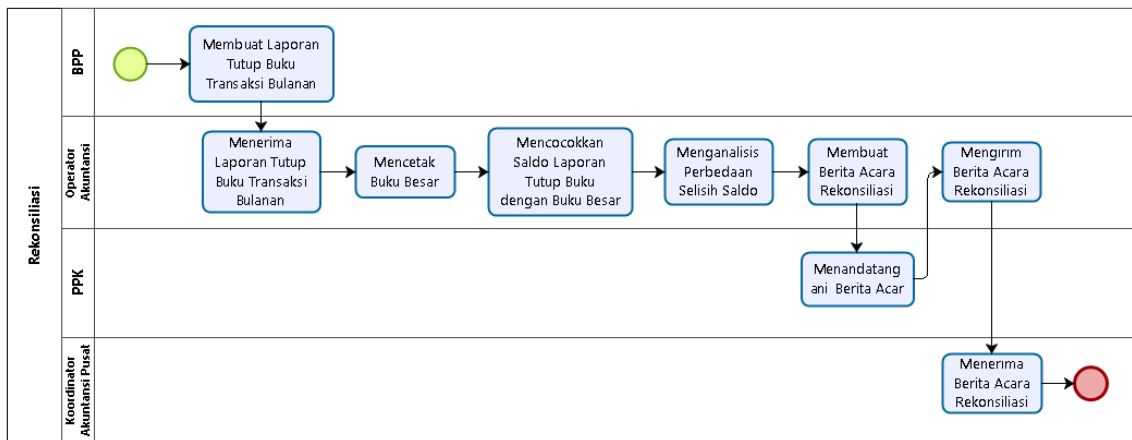 Rekonsiliasi
BPP
Membuat Laporan
Tutup Buku
Transaksi Bulanan
Operator
Akuntansi
Menerima
Laporan Tutup
Buku Transaksi
Bulanan
Mencetak
Buku Besar
Mencocokkan
Saldo Laporan
Tutup Buku
dengan Buku Besar
Menganalisis
Perbedaan
Selisih Saldo
Membuat
Berita Acara
Rekonsiliasi
Mengirim
Berita Acara
Rekonsiliasi
PPK
Menandatang
ani Berita Acar
Koordinator
Akuntansi Pusat
Menerima
Berita Acara
Rekonsiliasi